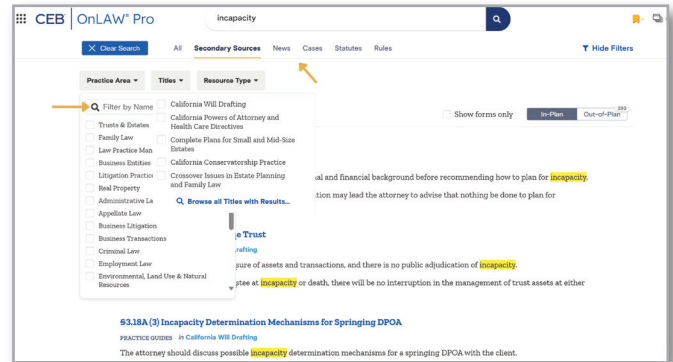 CEB OnLAW® Pro
incapacity
Clear Search
All Secondary Sources News Cases Statutes Rules
Hide Filters
Practice Area Titles Resource Type
Filter by Name
Trusts & Estates
Family Law
Law Practice Man
Business Entities
Litigation Practice
Real Property
Administrative La
Appellate Law
Business Litigation
Business Transactions
Criminal Law
Employment Law
Environmental, Land Use & Natural
Resources
California Will Drafting
California Powers of Attorney and
Health Care Directives
Complete Plans for Small and Mid-Size
Estates
California Conservatorship Practice
Crossover Issues in Estate Planning
and Family Law
Browse all Titles with Results...
Show forms only
In-Plan Out-of-Plan
al and financial background before recommending how to plan for incapacity.
tion may lead the attorney to advise that nothing be done to plan for
e Trust
rafting
sure of assets and transactions, and there is no public adjudication of incapacity.
stee at incapacity or death, there will be no interruption in the management of trust assets at either
§3.18A (3) Incapacity Determination Mechanisms for Springing DPOA
PRACTICE GUIDES in California Will Drafting
The attorney should discuss possible incapacity determination mechanisms for a springing DPOA with the client.